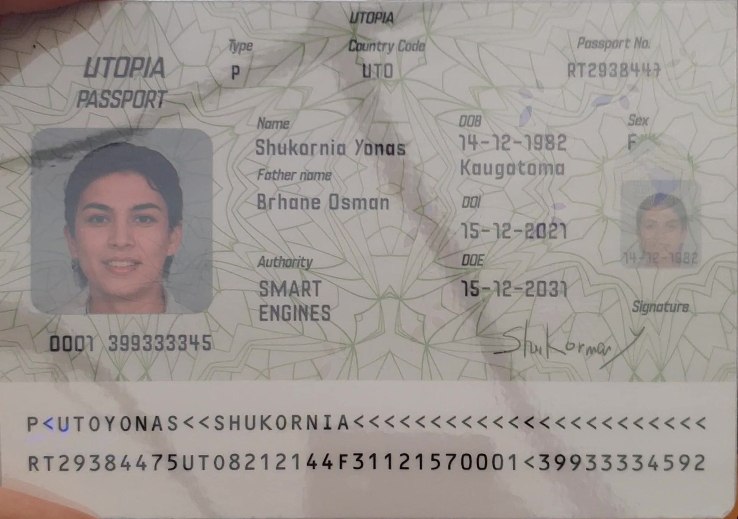 UTOPIA
UTOPIA
PASSPORT
Type
P
Country Code
UTO
Passport No.
RT2938447
Name
Shukornia Yonas
Father name
Brhane Osman
Authority
SMART
ENGINES
DOB
14-12-1982
Kaugatoma
DOI
15-12-2021
DOE
15-12-2031
Sex
F
14-12-1982
Signature
0001 399333345
P<UTOYONAS<<SHUKORNIA<<<<<<<<<<<<<<<<<<<<<<<
RT29384475UTO8212144F31121570001<39933334592